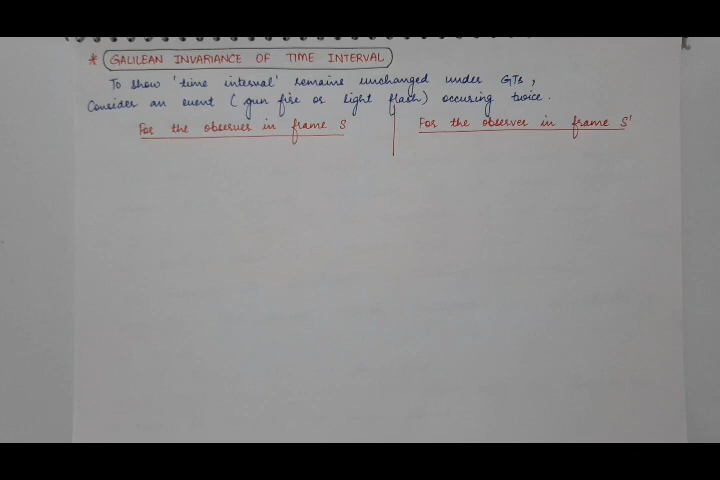 * GALILEAN INVARIANCE OF TIME INTERVAL
To show 'time interval' remains unchanged under GTs,
Consider an event (gun fire or light flash) occuring twice.
For the observer in frame S
For the observer in frame S'